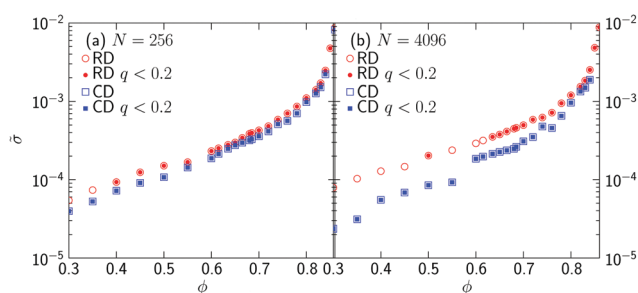 (a) N = 256
RD
RD q < 0.2
CD
CD q < 0.2
(b) N = 4096
RD
RD q < 0.2
CD
CD q < 0.2
10⁻²
10⁻³
10⁻⁴
10⁻⁵
σ̃
10⁻²
10⁻³
10⁻⁴
10⁻⁵
0.3 0.4 0.5 0.6 0.7 0.8 0.3 0.4 0.5 0.6 0.7 0.8
ϕ ϕ